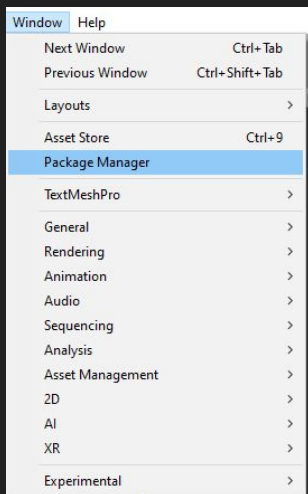 Window Help
Next Window Ctrl+Tab
Previous Window Ctrl+Shift+Tab
Layouts >
Asset Store Ctrl+9
Package Manager
TextMeshPro >
General >
Rendering >
Animation >
Audio >
Sequencing >
Analysis >
Asset Management >
2D >
AI >
XR >
Experimental >